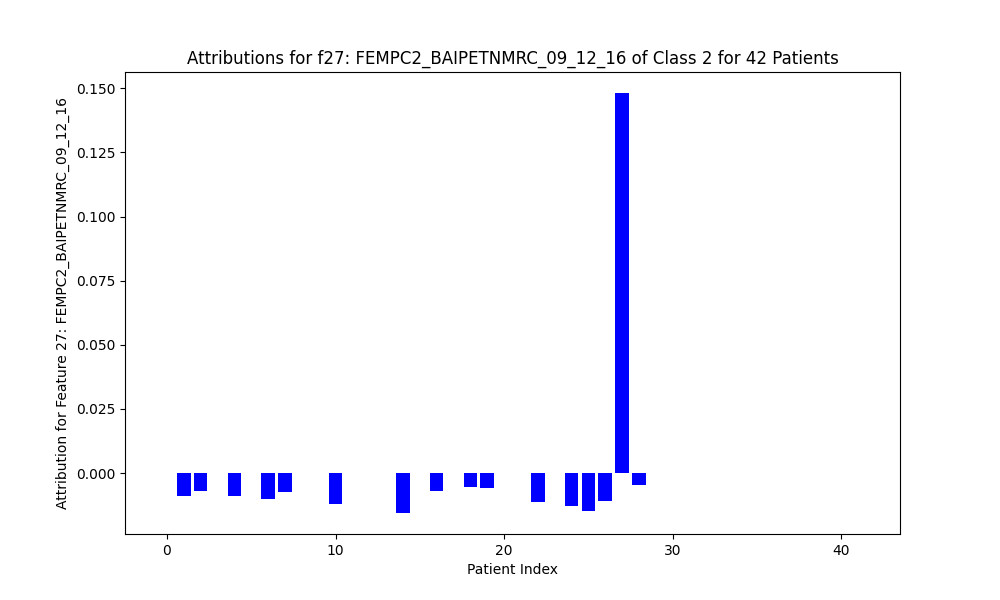 Attributions for f27: FEMPC2_BAIPETNMRC_09_12_16 of Class 2 for 42 Patients
Attribution for Feature 27: FEMPC2_BAIPETNMRC_09_12_16
0.150
0.125
0.100
0.075
0.050
0.025
0.000
0 10 20 30 40
Patient Index